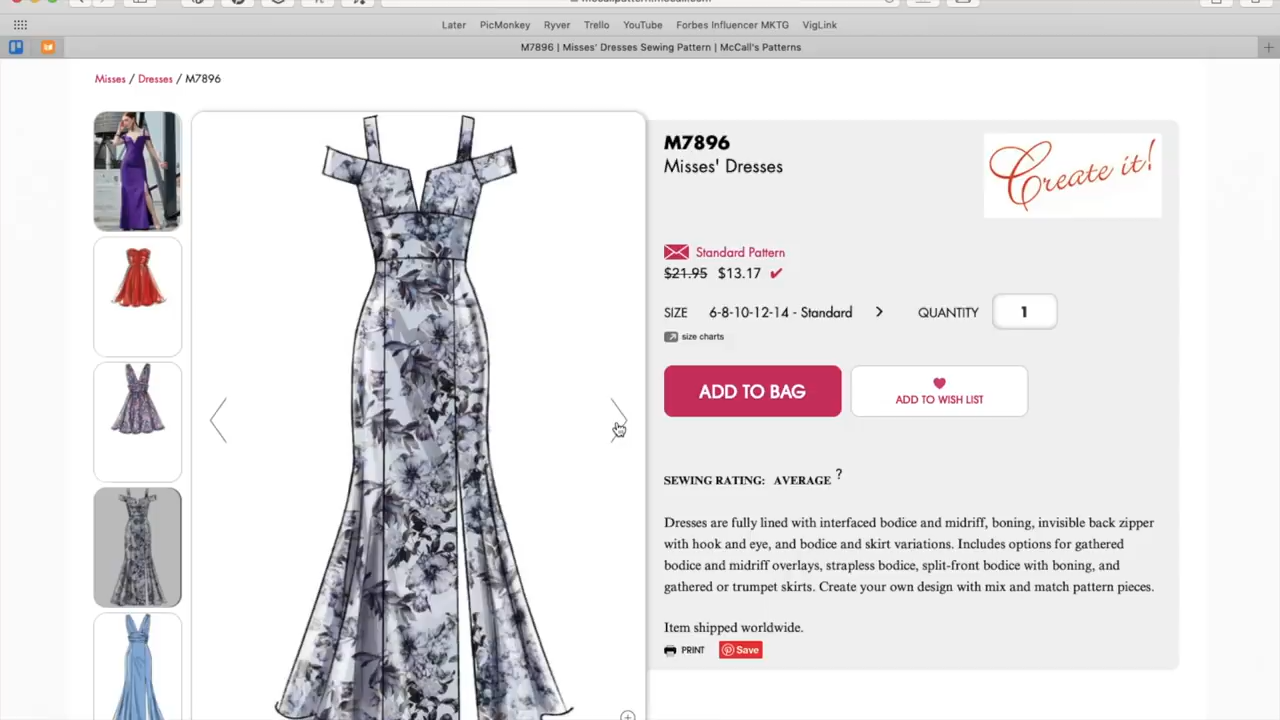 Later PicMonkey Ryver Trello YouTube Forbes Influencer MKTG VigLink
M7896 | Misses' Dresses Sewing Pattern | McCall's Patterns
Misses / Dresses / M7896
M7896
Misses' Dresses
Create it!
Standard Pattern
$21.95 $13.17
SIZE 6-8-10-12-14 - Standard QUANTITY 1
size charts
ADD TO BAG
ADD TO WISH LIST
SEWING RATING: AVERAGE ?
Dresses are fully lined with interfaced bodice and midriff, boning, invisible back zipper
with hook and eye, and bodice and skirt variations. Includes options for gathered
bodice and midriff overlays, strapless bodice, split-front bodice with boning, and
gathered or trumpet skirts. Create your own design with mix and match pattern pieces.
Item shipped worldwide.
PRINT Save